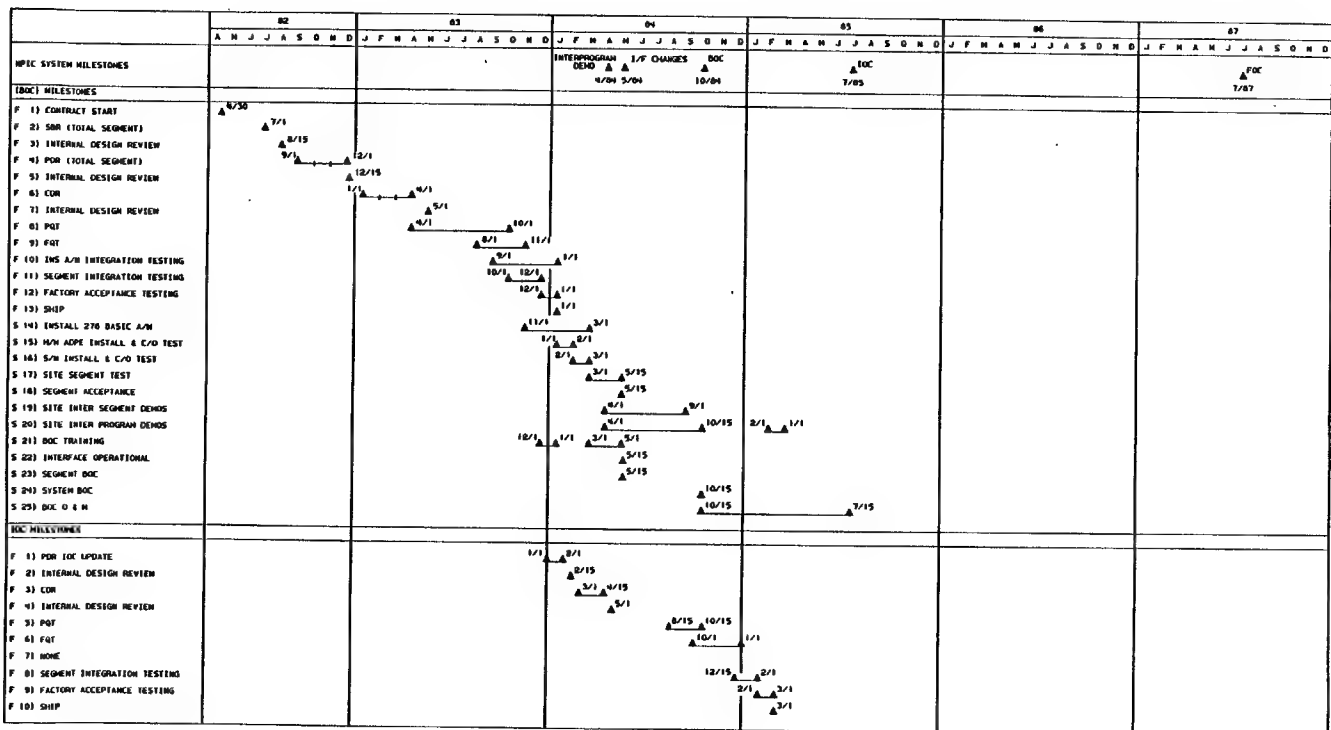 82 83 84 85 86 87
A M J J A S O N D J F M A M J J A S O N D J F M A M J J A S O N D J F M A M J J A S O N D J F M A M J J A S O N D J F M A M J J A S O N D
NPIC SYSTEM MILESTONES INTERPROGRAM DEMO 4/84 I/F CHANGES 5/84 BOC 10/84 IOC 7/85 FOC 7/87
(BOC) MILESTONES
F 1) CONTRACT START 4/30
F 2) SDR (TOTAL SEGMENT) 7/1
F 3) INTERNAL DESIGN REVIEW 8/15
F 4) PDR (TOTAL SEGMENT) 9/1 12/1
F 5) INTERNAL DESIGN REVIEW 12/15
F 6) CDR 1/1 4/1
F 7) INTERNAL DESIGN REVIEW 5/1
F 8) PQT 4/1 10/1
F 9) FQT 8/1 11/1
F 10) INS A/N INTEGRATION TESTING 9/1 1/1
F 11) SEGMENT INTEGRATION TESTING 10/1 12/1
F 12) FACTORY ACCEPTANCE TESTING 12/1 1/1
F 13) SHIP 1/1
S 14) INSTALL 276 BASIC A/N 11/1 3/1
S 15) M/N ADPE INSTALL & C/O TEST 1/1 2/1
S 16) S/N INSTALL & C/O TEST 2/1 3/1
S 17) SITE SEGMENT TEST 3/1 5/15
S 18) SEGMENT ACCEPTANCE 5/15
S 19) SITE INTER SEGMENT DEMOS 4/1 9/1
S 20) SITE INTER PROGRAM DEMOS 4/1 10/15 2/1 1/1
S 21) BOC TRAINING 12/1 1/1 3/1 5/1
S 22) INTERFACE OPERATIONAL 5/15
S 23) SEGMENT BOC 5/15
S 24) SYSTEM BOC 10/15
S 25) BOC O & M 10/15 7/15
IOC MILESTONES
F 1) PDR IOC UPDATE 1/1 2/1
F 2) INTERNAL DESIGN REVIEW 2/15
F 3) CDR 3/1 4/15
F 4) INTERNAL DESIGN REVIEW 5/1
F 5) PQT 8/15 10/15
F 6) FQT 10/1 1/1
F 7) NONE
F 8) SEGMENT INTEGRATION TESTING 12/15 2/1
F 9) FACTORY ACCEPTANCE TESTING 2/1 3/1
F 10) SHIP 3/1